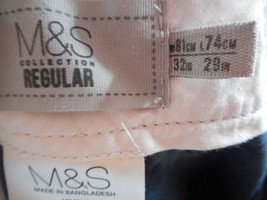 M&S
COLLECTION
REGULAR
W81CM L74CM
32IN 29IN
M&S
MADE IN BANGLADESH